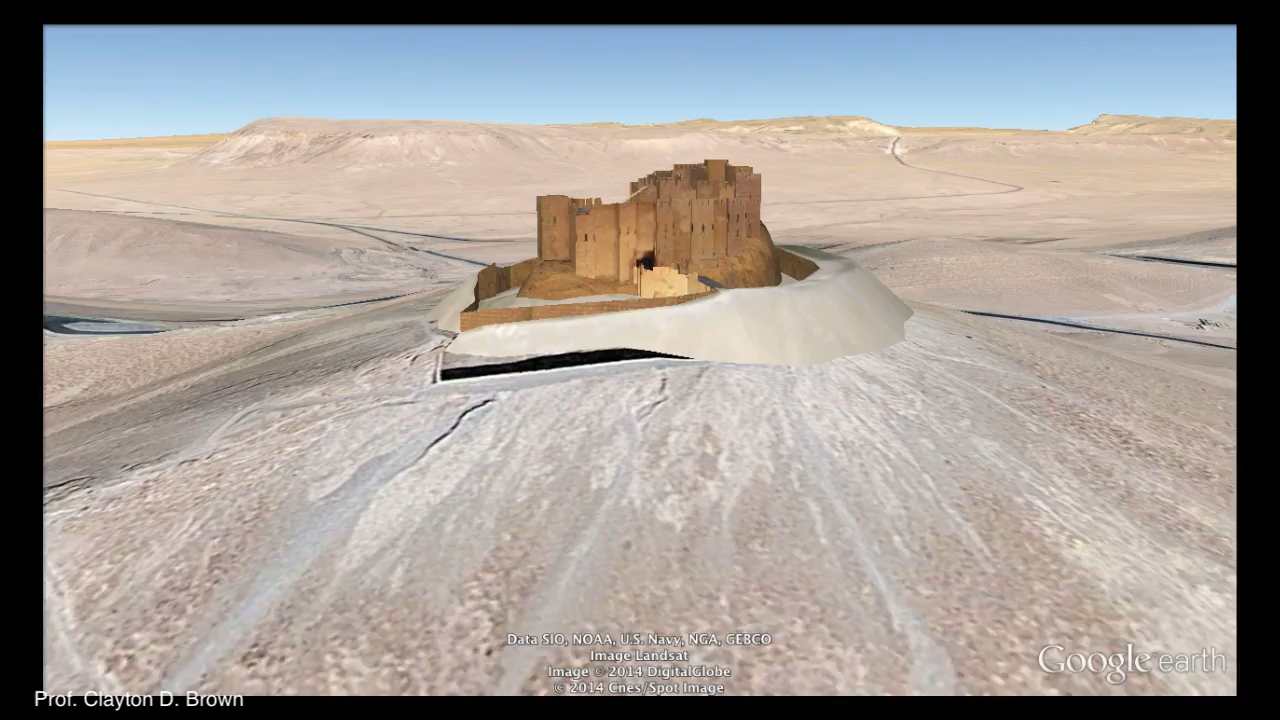 Data SIO, NOAA, U.S. Navy, NGA, GEBCO
Image Landsat
Image © 2014 DigitalGlobe
© 2014 Cnes/Spot Image
Google earth
Prof. Clayton D. Brown